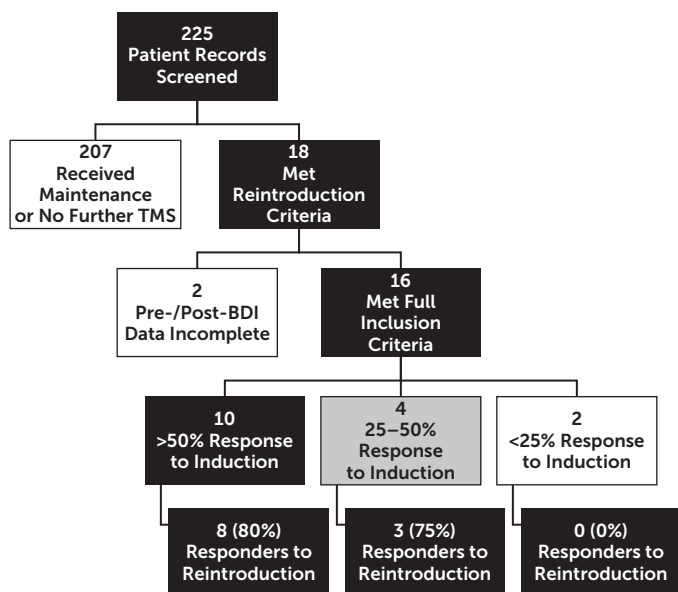 225
Patient Records
Screened
207
Received
Maintenance
or No Further TMS
18
Met
Reintroduction
Criteria
2
Pre-/Post-BDI
Data Incomplete
16
Met Full
Inclusion
Criteria
10
>50% Response
to Induction
4
25–50%
Response
to Induction
2
<25% Response
to Induction
8 (80%)
Responders to
Reintroduction
3 (75%)
Responders to
Reintroduction
0 (0%)
Responders to
Reintroduction